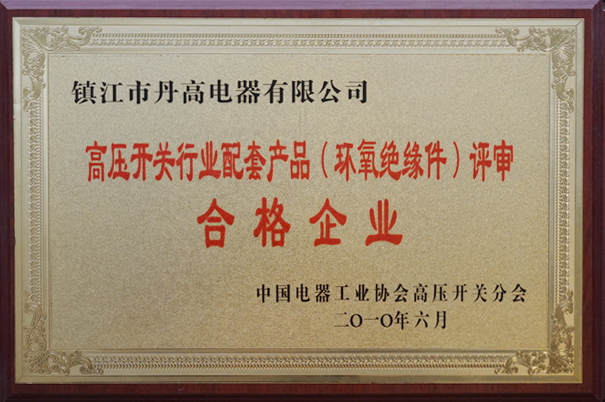 镇江市丹高电器有限公司
高压开关行业配套产品（环氧绝缘件）评审
合格企业
中国电器工业协会高压开关分会
二〇一〇年六月